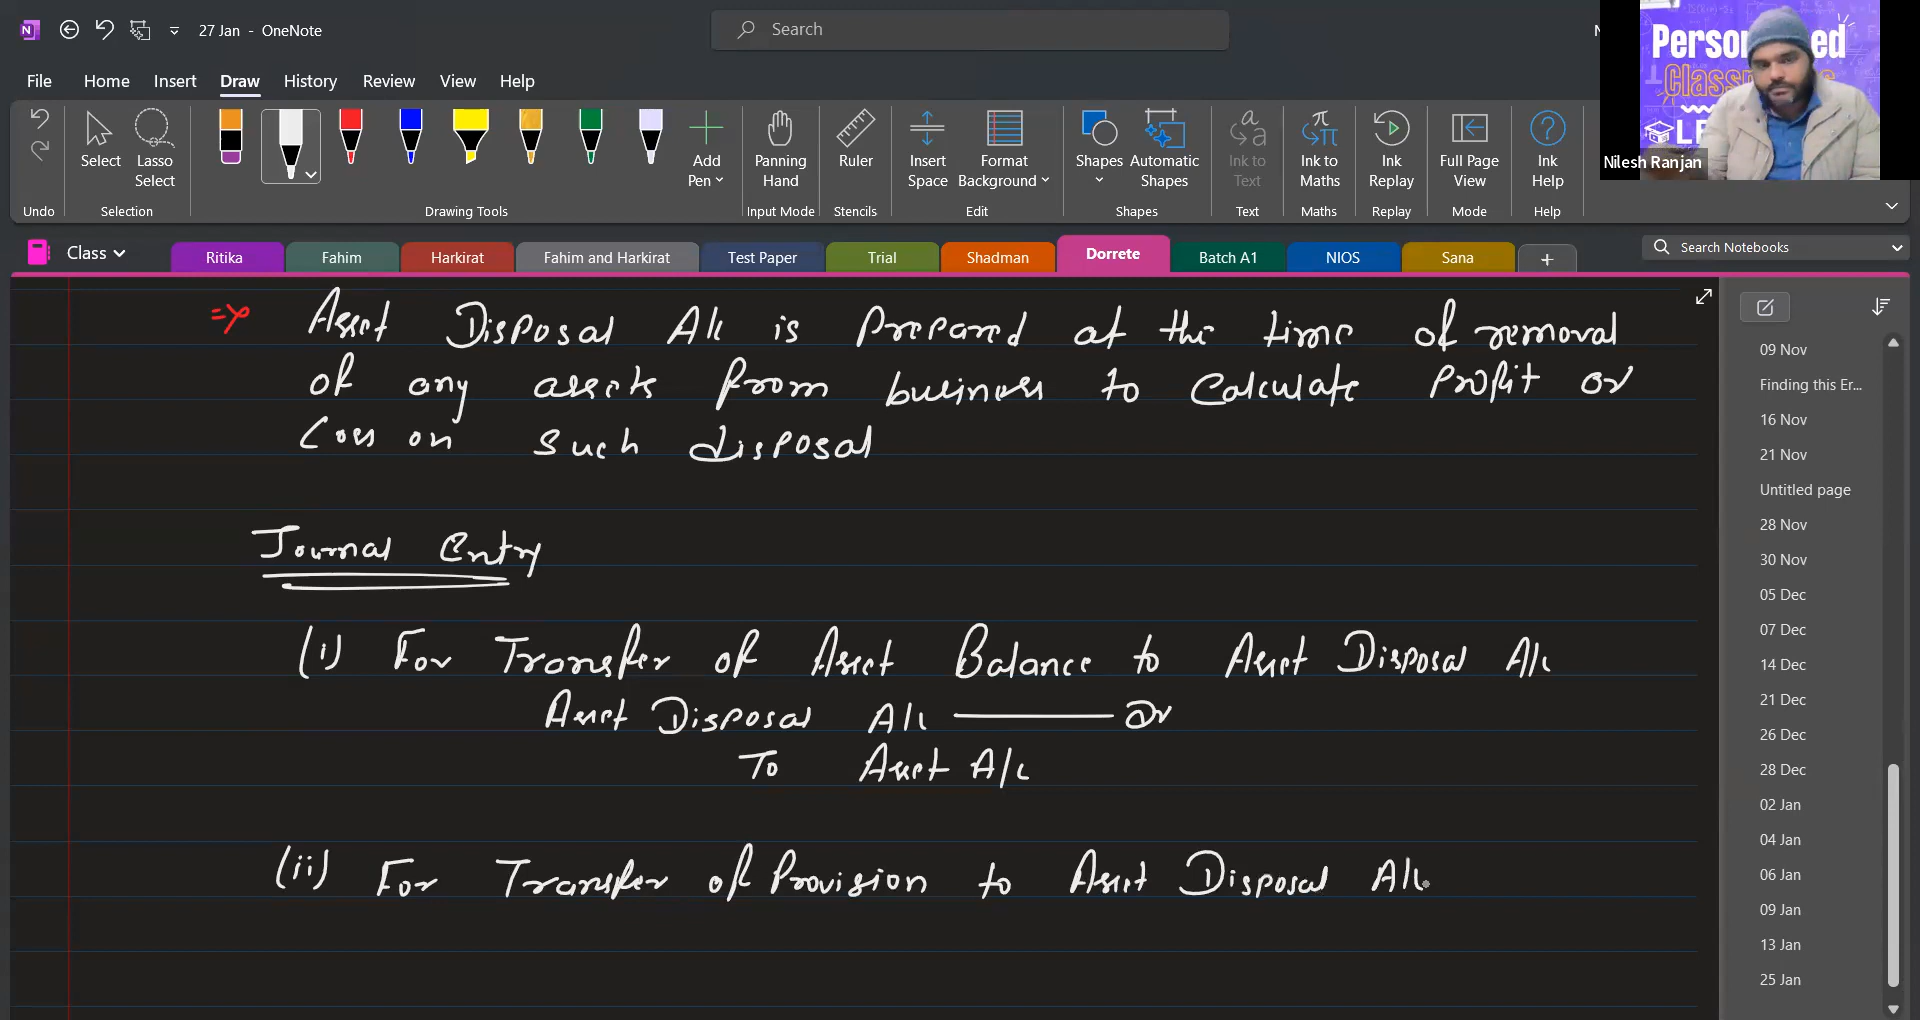 27 Jan - OneNote
Search
File Home Insert Draw History Review View Help
Undo
Select
Lasso Select
Selection
Drawing Tools
Add Pen
Panning Hand
Input Mode
Ruler
Stencils
Insert Space
Format Background
Edit
Shapes
Automatic Shapes
Shapes
Ink to Text
Text
Ink to Maths
Maths
Ink Replay
Replay
Full Page View
Mode
Ink Help
Help
Nilesh Ranjan
Class
Ritika Fahim Harkirat Fahim and Harkirat Test Paper Trial Shadman Dorrete Batch A1 NIOS Sana +
Search Notebooks
=> Asset Disposal A/c is Prepared at the time of removal
of any assets from business to Calculate Profit or
Loss on such disposal
Journal Entry
(i) For Transfer of Asset Balance to Asset Disposal A/c
Asset Disposal A/c ——— Dr
To Asset A/c
(ii) For Transfer of Provision to Asset Disposal A/c
09 Nov
Finding this Er...
16 Nov
21 Nov
Untitled page
28 Nov
30 Nov
05 Dec
07 Dec
14 Dec
21 Dec
26 Dec
28 Dec
02 Jan
04 Jan
06 Jan
09 Jan
13 Jan
25 Jan